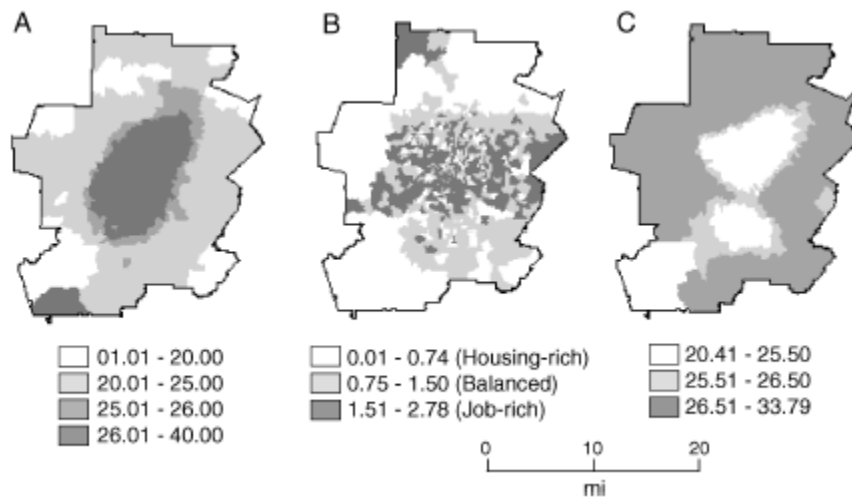 A
B
C
01.01 - 20.00
20.01 - 25.00
25.01 - 26.00
26.01 - 40.00
0.01 - 0.74 (Housing-rich)
0.75 - 1.50 (Balanced)
1.51 - 2.78 (Job-rich)
20.41 - 25.50
25.51 - 26.50
26.51 - 33.79
0 10 20
mi